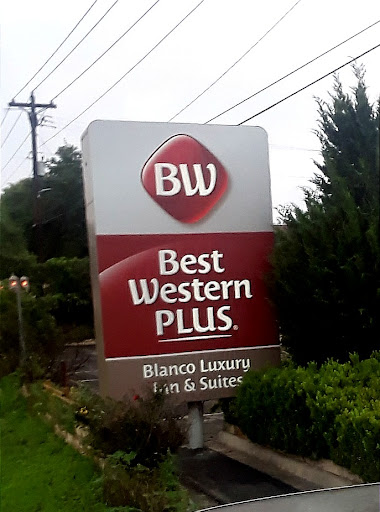 BW
Best
Western
PLUS®
Blanco Luxury
Inn & Suites